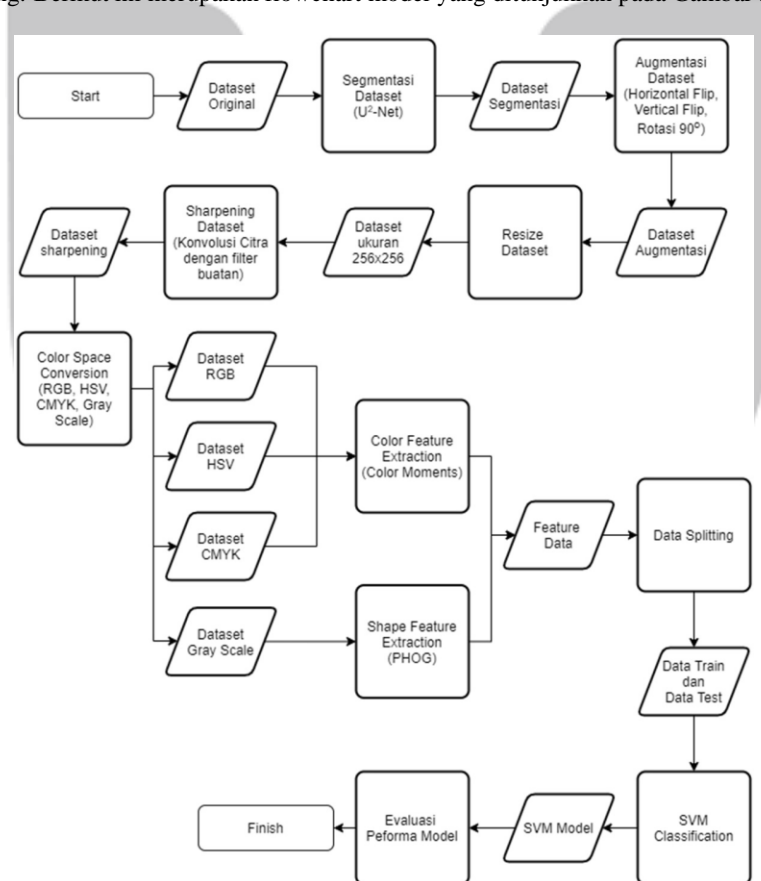 ng. Berikut ini merupakan flowchart model yang ditunjukkan pada Gambar
Start
Dataset
Original
Segmentasi
Dataset
(U²-Net)
Dataset
Segmentasi
Augmentasi
Dataset
(Horizontal Flip,
Vertical Flip,
Rotasi 90⁰)
Dataset
sharpening
Sharpening
Dataset
(Konvolusi Citra
dengan filter
buatan)
Dataset
ukuran
256x256
Resize
Dataset
Dataset
Augmentasi
Color Space
Conversion
(RGB, HSV,
CMYK, Gray
Scale)
Dataset
RGB
Dataset
HSV
Dataset
CMYK
Dataset
Gray Scale
Color Feature
Extraction
(Color Moments)
Shape Feature
Extraction
(PHOG)
Feature
Data
Data Splitting
Data Train
dan
Data Test
Finish
Evaluasi
Peforma Model
SVM Model
SVM
Classification